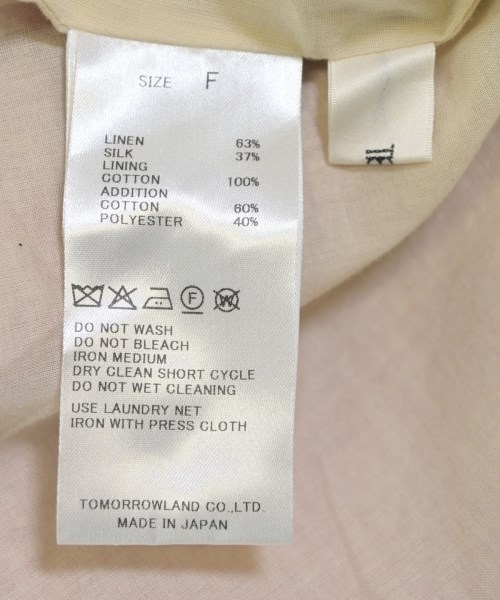 SIZE F
LINEN 63%
SILK 37%
LINING
COTTON 100%
ADDITION
COTTON 60%
POLYESTER 40%
F W
DO NOT WASH
DO NOT BLEACH
IRON MEDIUM
DRY CLEAN SHORT CYCLE
DO NOT WET CLEANING
USE LAUNDRY NET
IRON WITH PRESS CLOTH
TOMORROWLAND CO.,LTD.
MADE IN JAPAN